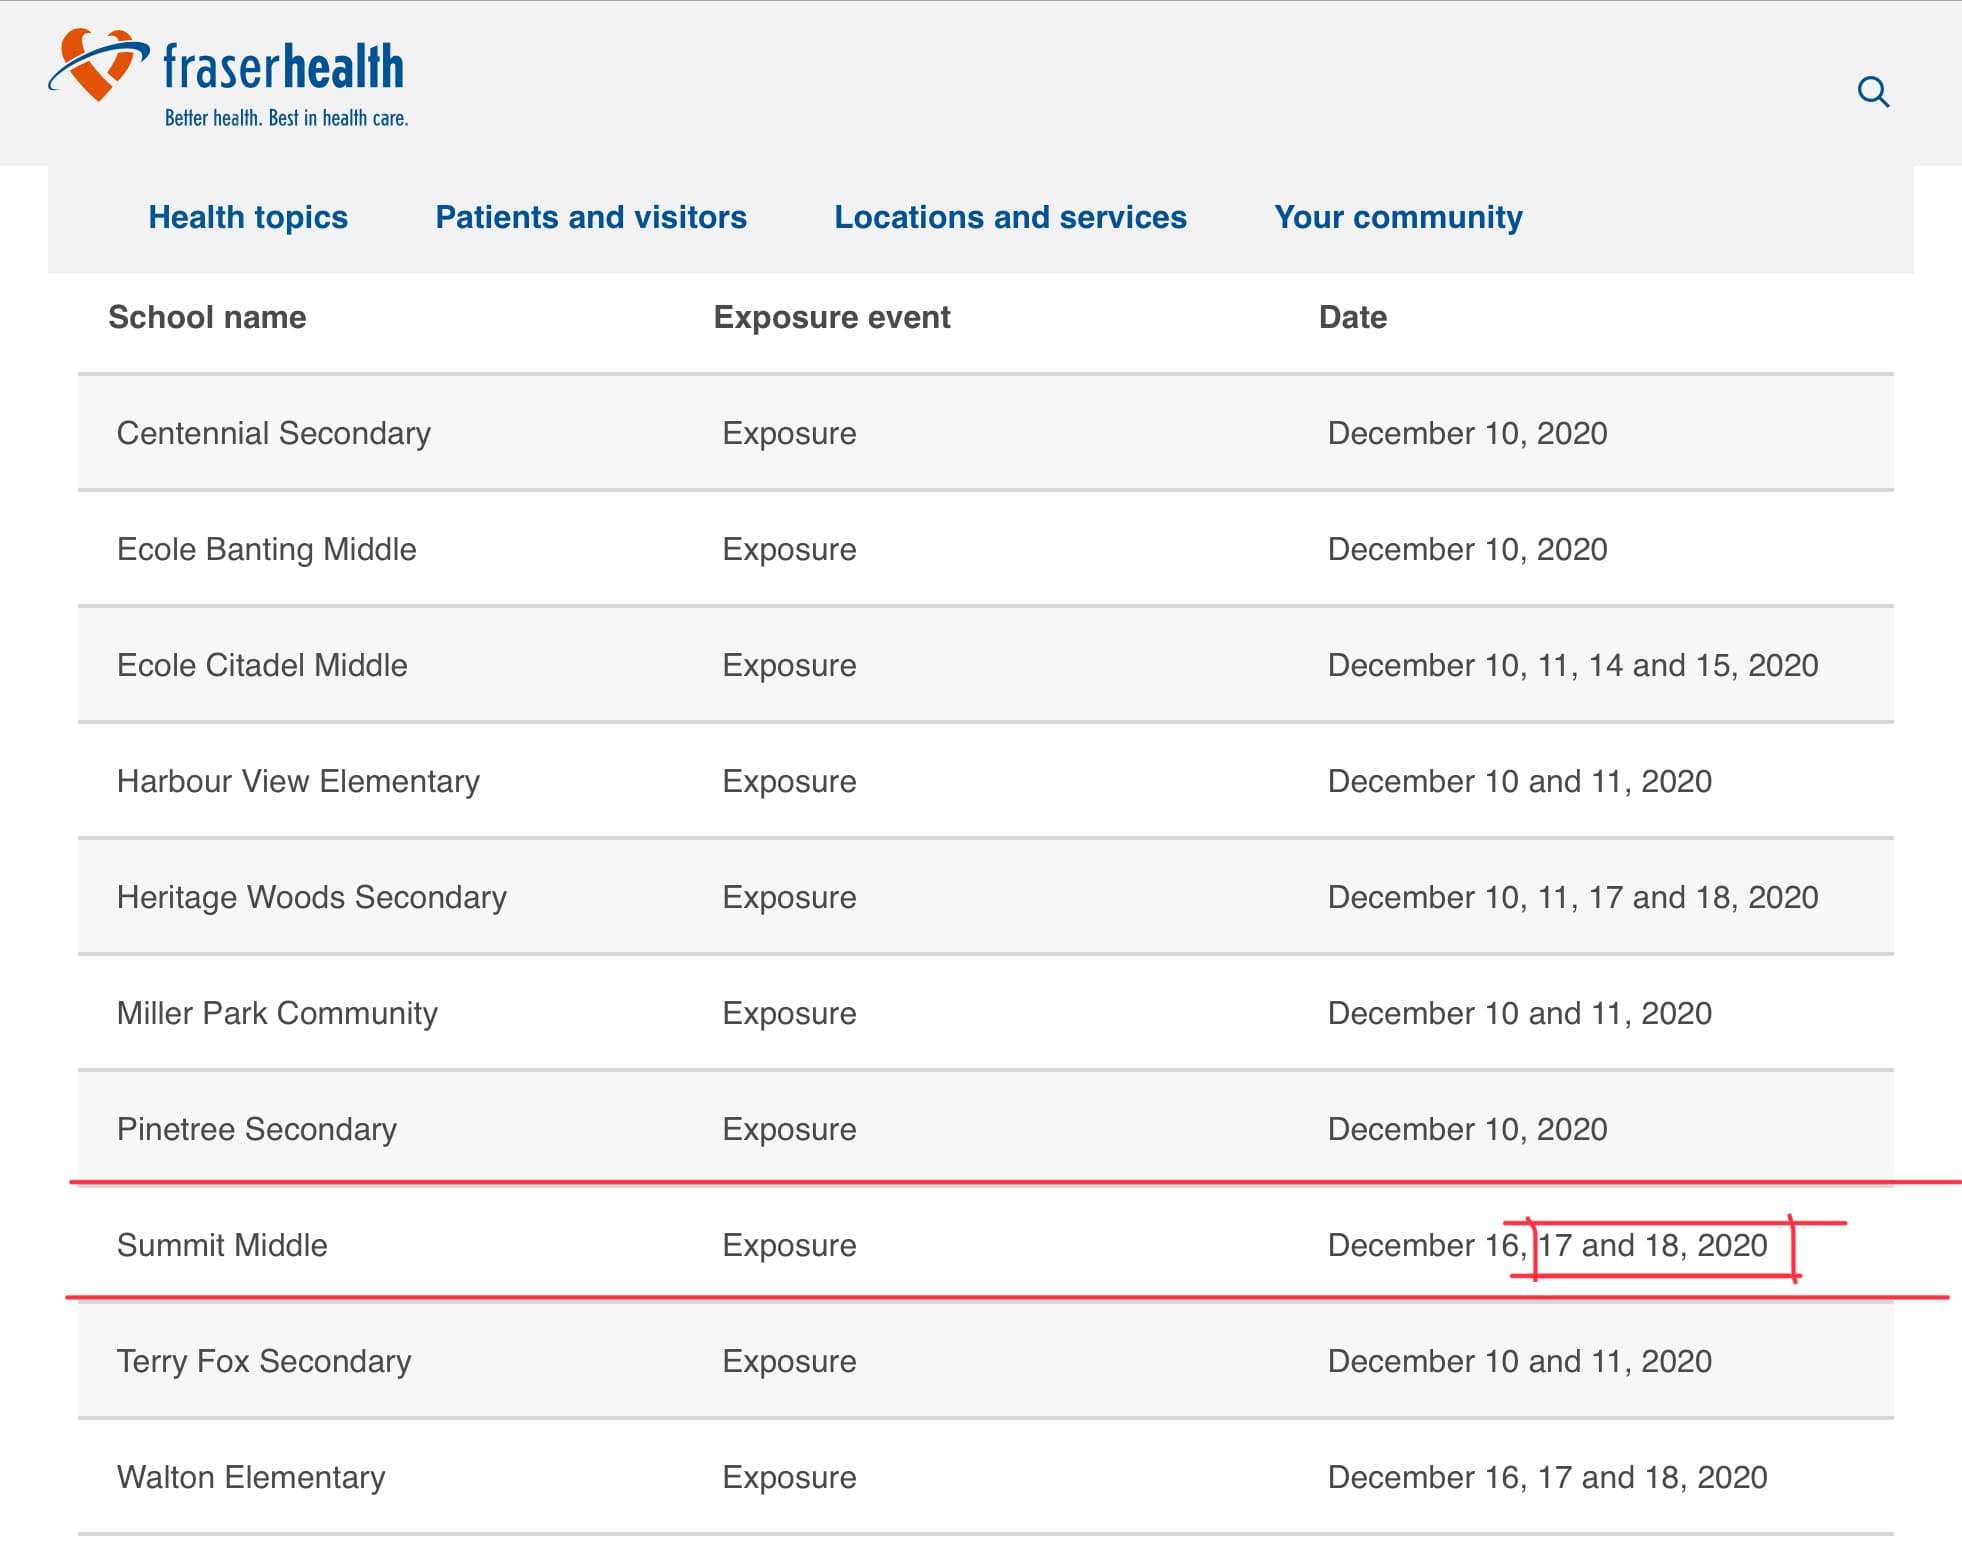 fraserhealth
Better health. Best in health care.
Health topics Patients and visitors Locations and services Your community
School name Exposure event Date
Centennial Secondary Exposure December 10, 2020
Ecole Banting Middle Exposure December 10, 2020
Ecole Citadel Middle Exposure December 10, 11, 14 and 15, 2020
Harbour View Elementary Exposure December 10 and 11, 2020
Heritage Woods Secondary Exposure December 10, 11, 17 and 18, 2020
Miller Park Community Exposure December 10 and 11, 2020
Pinetree Secondary Exposure December 10, 2020
Summit Middle Exposure December 16, 17 and 18, 2020
Terry Fox Secondary Exposure December 10 and 11, 2020
Walton Elementary Exposure December 16, 17 and 18, 2020